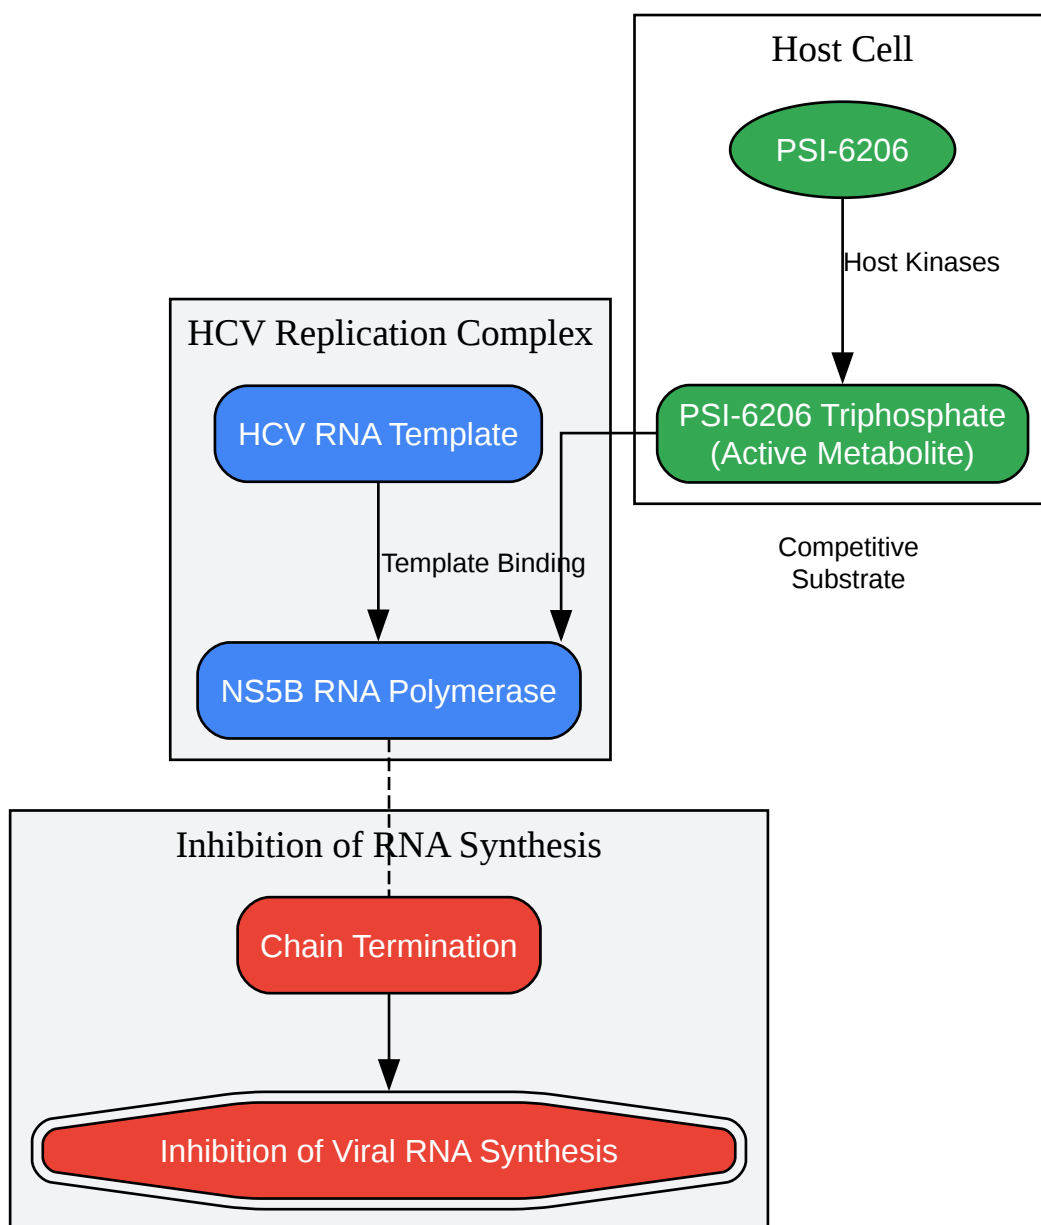 Host Cell
PSI-6206
Host Kinases
HCV Replication Complex
HCV RNA Template
PSI-6206 Triphosphate
(Active Metabolite)
Competitive
Substrate
Template Binding
NS5B RNA Polymerase
Inhibition of RNA Synthesis
Chain Termination
Inhibition of Viral RNA Synthesis